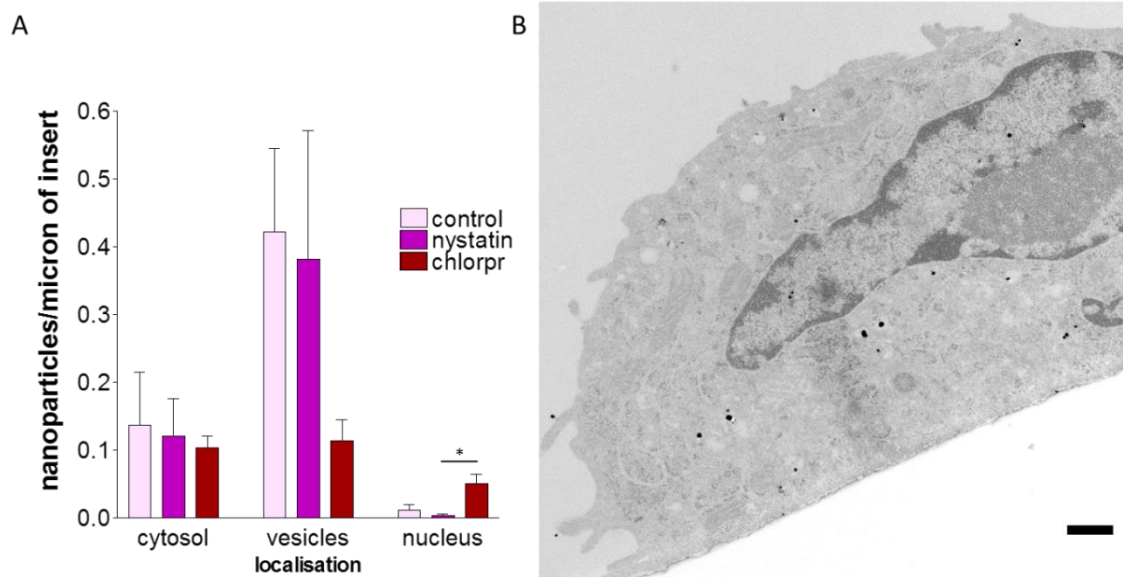 A
B
nanoparticles/micron of insert
0.6
0.5
0.4
0.3
0.2
0.1
0.0
control
nystatin
chlorpr
*
cytosol
vesicles
nucleus
localisation